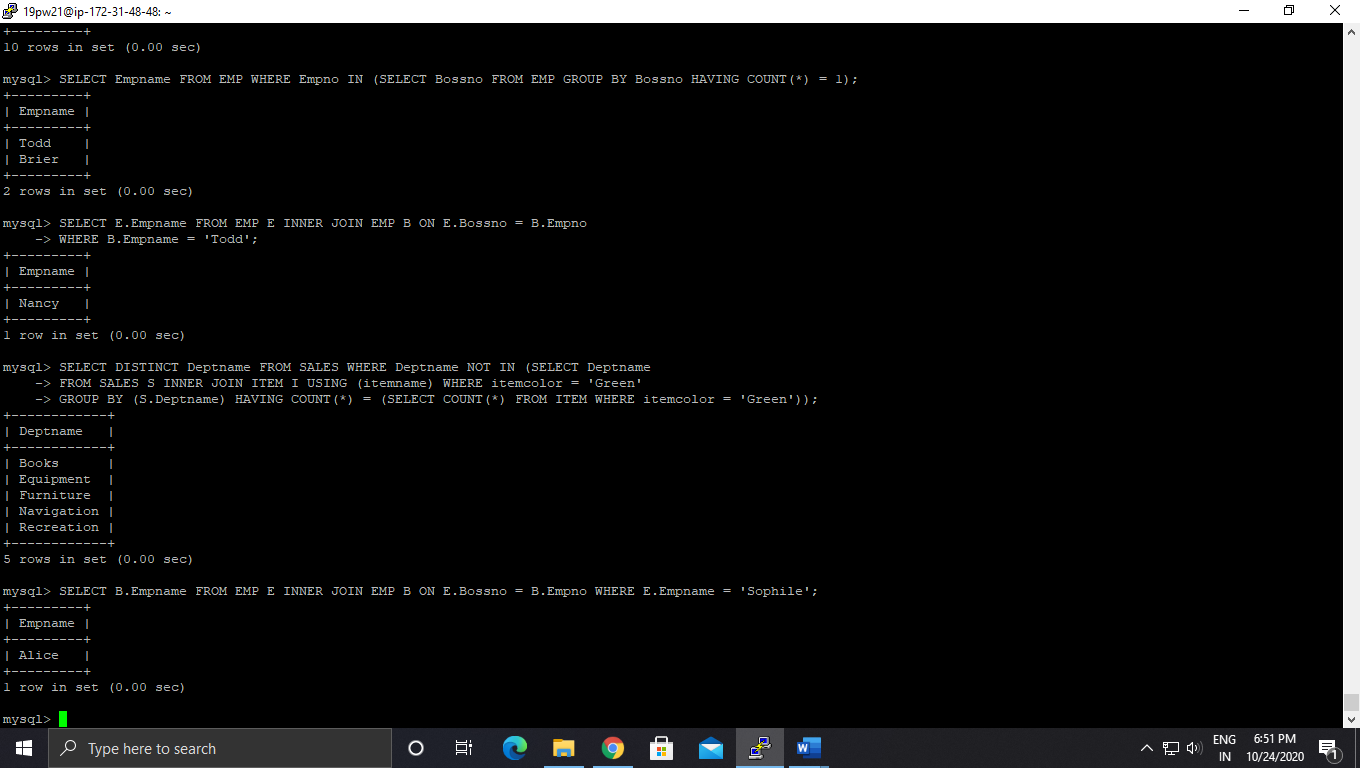 19pw21@ip-172-31-48-48: ~
+---------+
10 rows in set (0.00 sec)
mysql> SELECT Empname FROM EMP WHERE Empno IN (SELECT Bossno FROM EMP GROUP BY Bossno HAVING COUNT(*) = 1);
+---------+
| Empname |
+---------+
| Todd    |
| Brier   |
+---------+
2 rows in set (0.00 sec)
mysql> SELECT E.Empname FROM EMP E INNER JOIN EMP B ON E.Bossno = B.Empno
    -> WHERE B.Empname = 'Todd';
+---------+
| Empname |
+---------+
| Nancy   |
+---------+
1 row in set (0.00 sec)
mysql> SELECT DISTINCT Deptname FROM SALES WHERE Deptname NOT IN (SELECT Deptname
    -> FROM SALES S INNER JOIN ITEM I USING (itemname) WHERE itemcolor = 'Green'
    -> GROUP BY (S.Deptname) HAVING COUNT(*) = (SELECT COUNT(*) FROM ITEM WHERE itemcolor = 'Green'));
+------------+
| Deptname   |
+------------+
| Books      |
| Equipment  |
| Furniture  |
| Navigation |
| Recreation |
+------------+
5 rows in set (0.00 sec)
mysql> SELECT B.Empname FROM EMP E INNER JOIN EMP B ON E.Bossno = B.Empno WHERE E.Empname = 'Sophile';
+---------+
| Empname |
+---------+
| Alice   |
+---------+
1 row in set (0.00 sec)
mysql>
Type here to search
W
ENG
IN
6:51 PM
10/24/2020
1